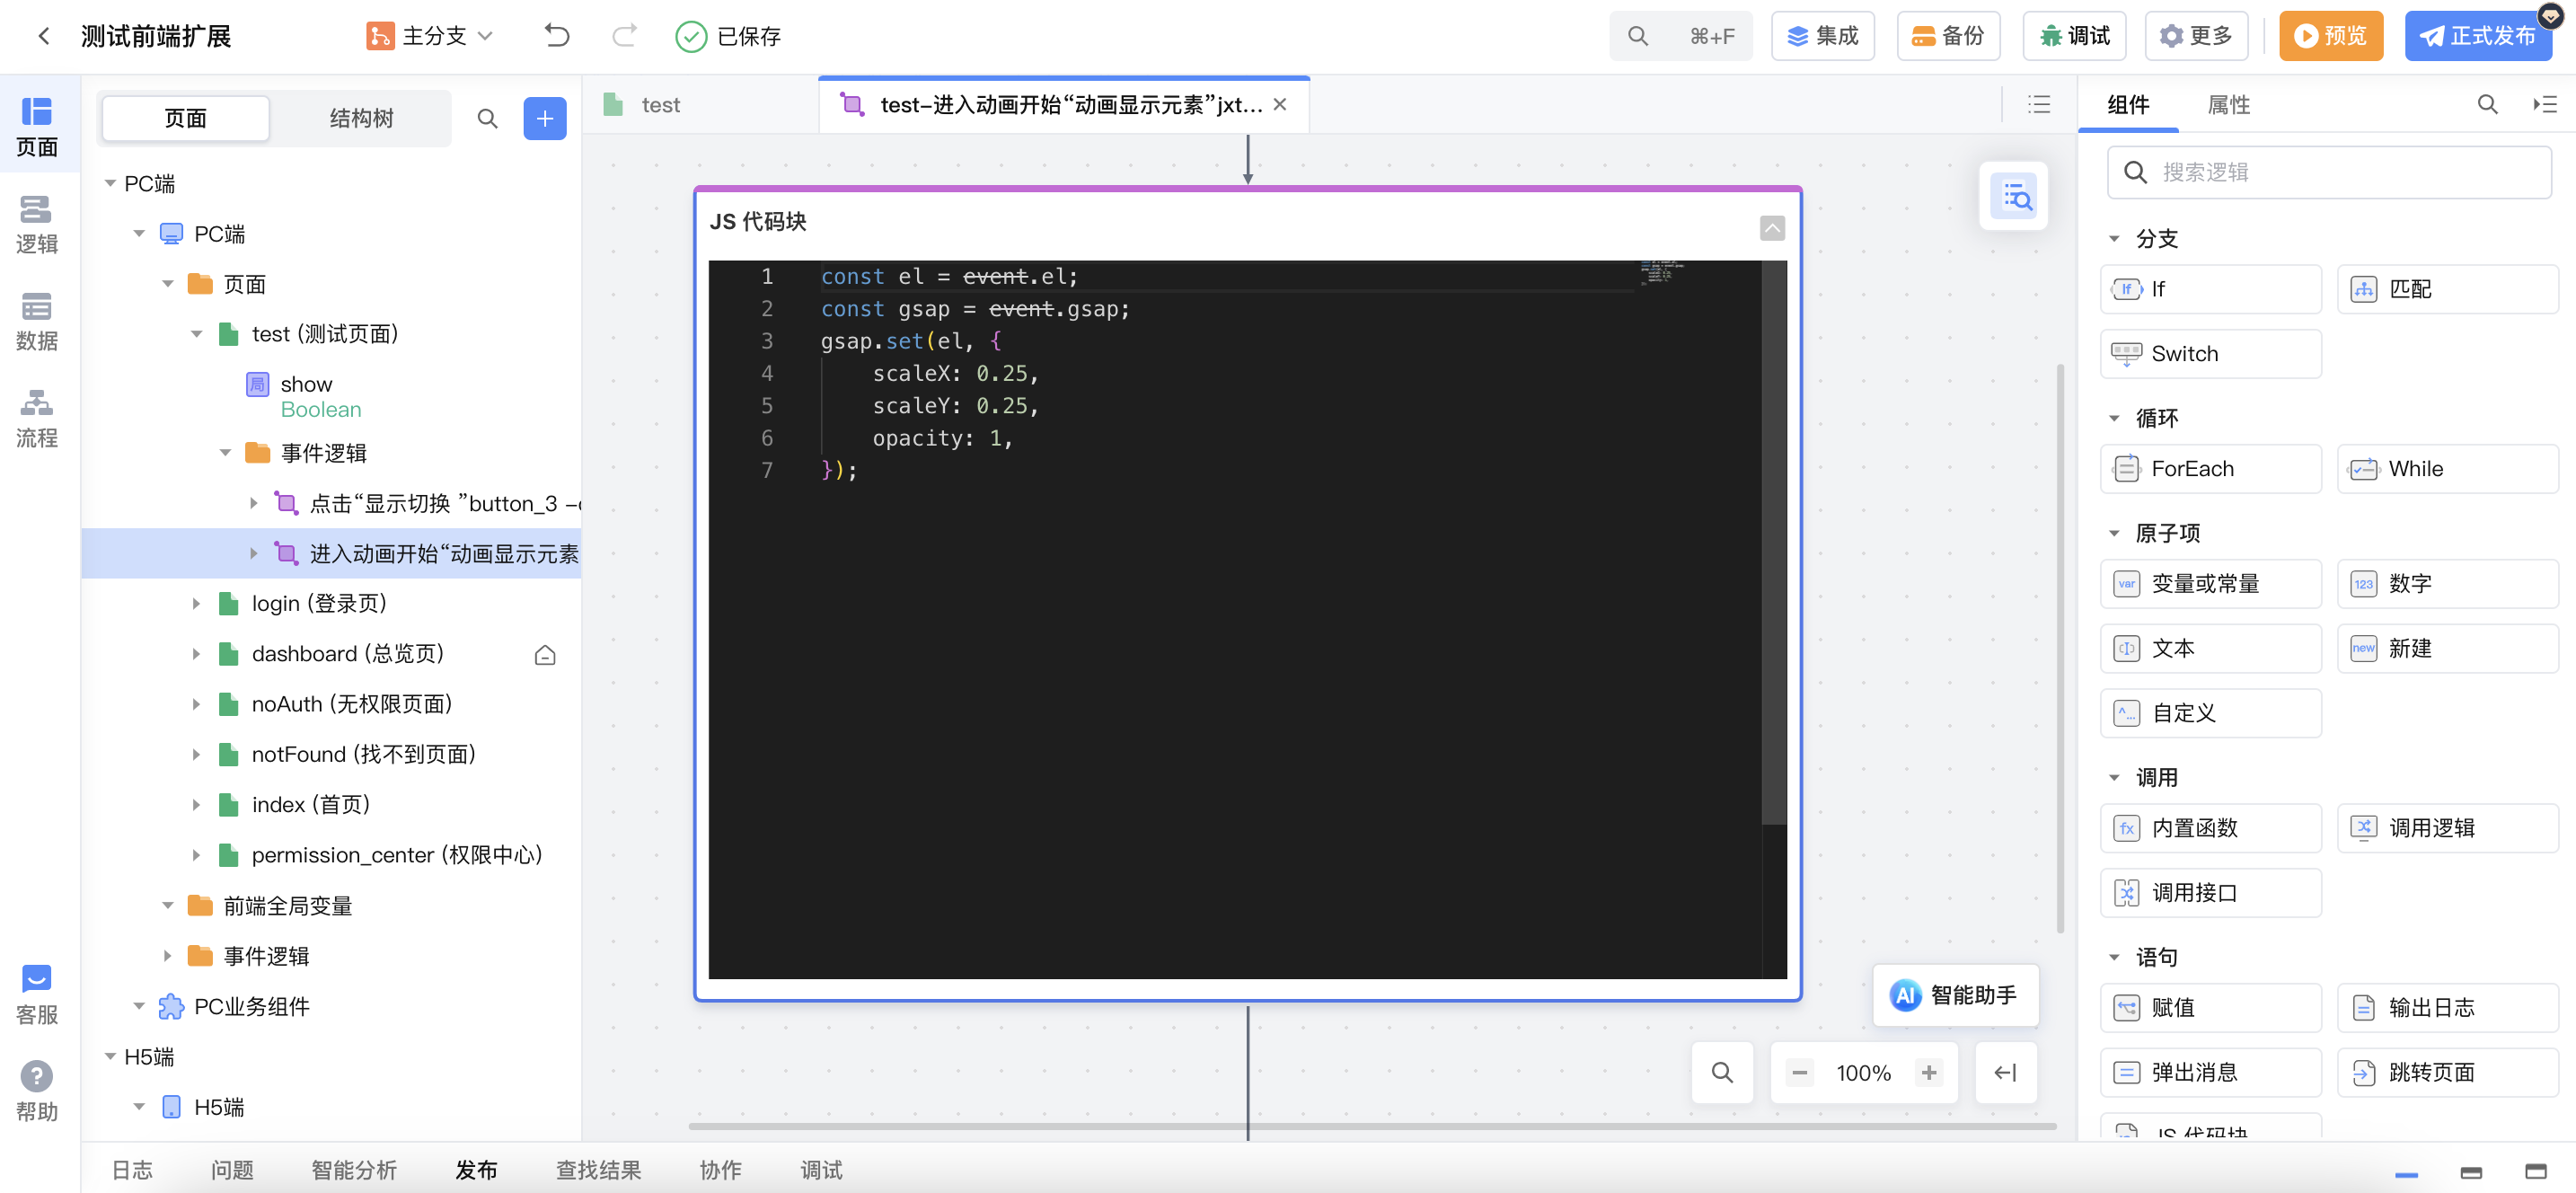 测试前端扩展
主分支
已保存
⌘+F
集成
备份
调试
更多
预览
正式发布
页面
逻辑
数据
流程
客服
帮助
页面
结构树
PC端
PC端
页面
test (测试页面)
局
show
Boolean
事件逻辑
点击“显示切换 ”button_3 –
进入动画开始“动画显示元素
login (登录页)
dashboard (总览页)
noAuth (无权限页面)
notFound (找不到页面)
index (首页)
permission_center (权限中心)
前端全局变量
事件逻辑
PC业务组件
H5端
H5端
test
test–进入动画开始“动画显示元素”jxt...
JS 代码块
1 const el = event.el;
2 const gsap = event.gsap;
3 gsap.set(el, {
4 scaleX: 0.25,
5 scaleY: 0.25,
6 opacity: 1,
7 });
AI 智能助手
100%
组件
属性
搜索逻辑
分支
If If
匹配
Switch
循环
ForEach
While
原子项
var 变量或常量
123 数字
文本
new 新建
自定义
调用
fx 内置函数
调用逻辑
调用接口
语句
赋值
输出日志
弹出消息
跳转页面
JS 代码块
日志
问题
智能分析
发布
查找结果
协作
调试